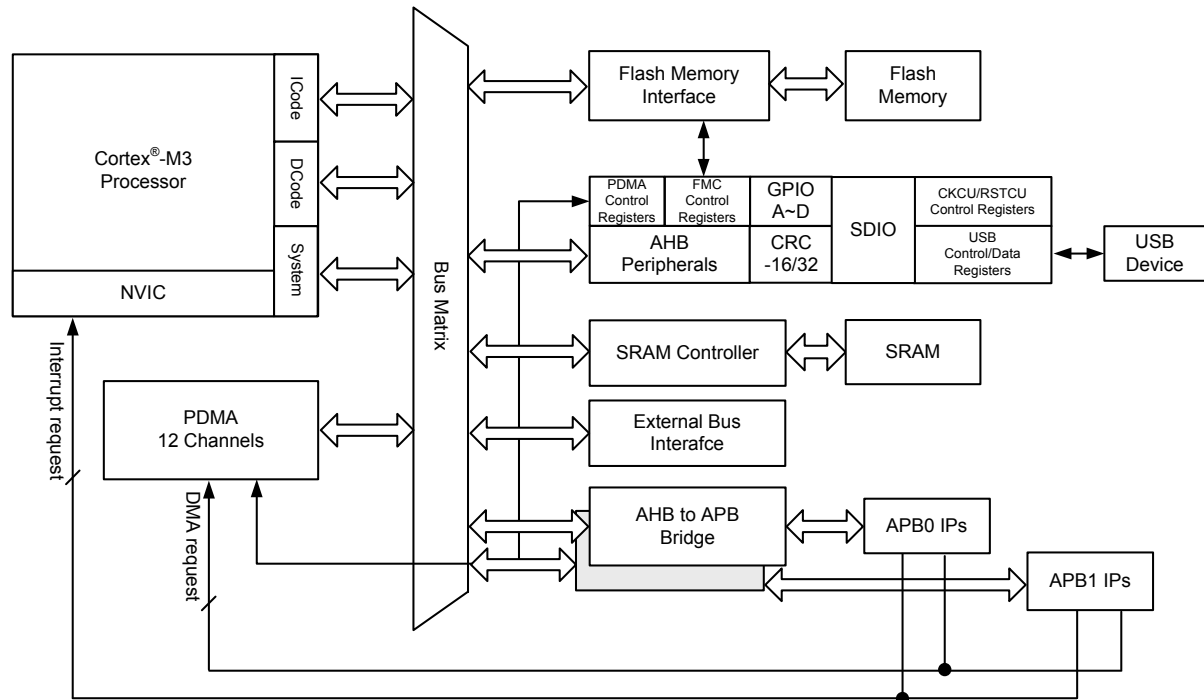 Cortex®-M3
Processor
ICode
DCode
System
NVIC
Interrupt request
PDMA
12 Channels
DMA request
Bus Matrix
Flash Memory
Interface
Flash
Memory
PDMA
Control
Registers
FMC
Control
Registers
GPIO
A~D
AHB
Peripherals
CRC
-16/32
SDIO
CKCU/RSTCU
Control Registers
USB
Control/Data
Registers
USB
Device
SRAM Controller
SRAM
External Bus
Interafce
AHB to APB
Bridge
APB0 IPs
APB1 IPs